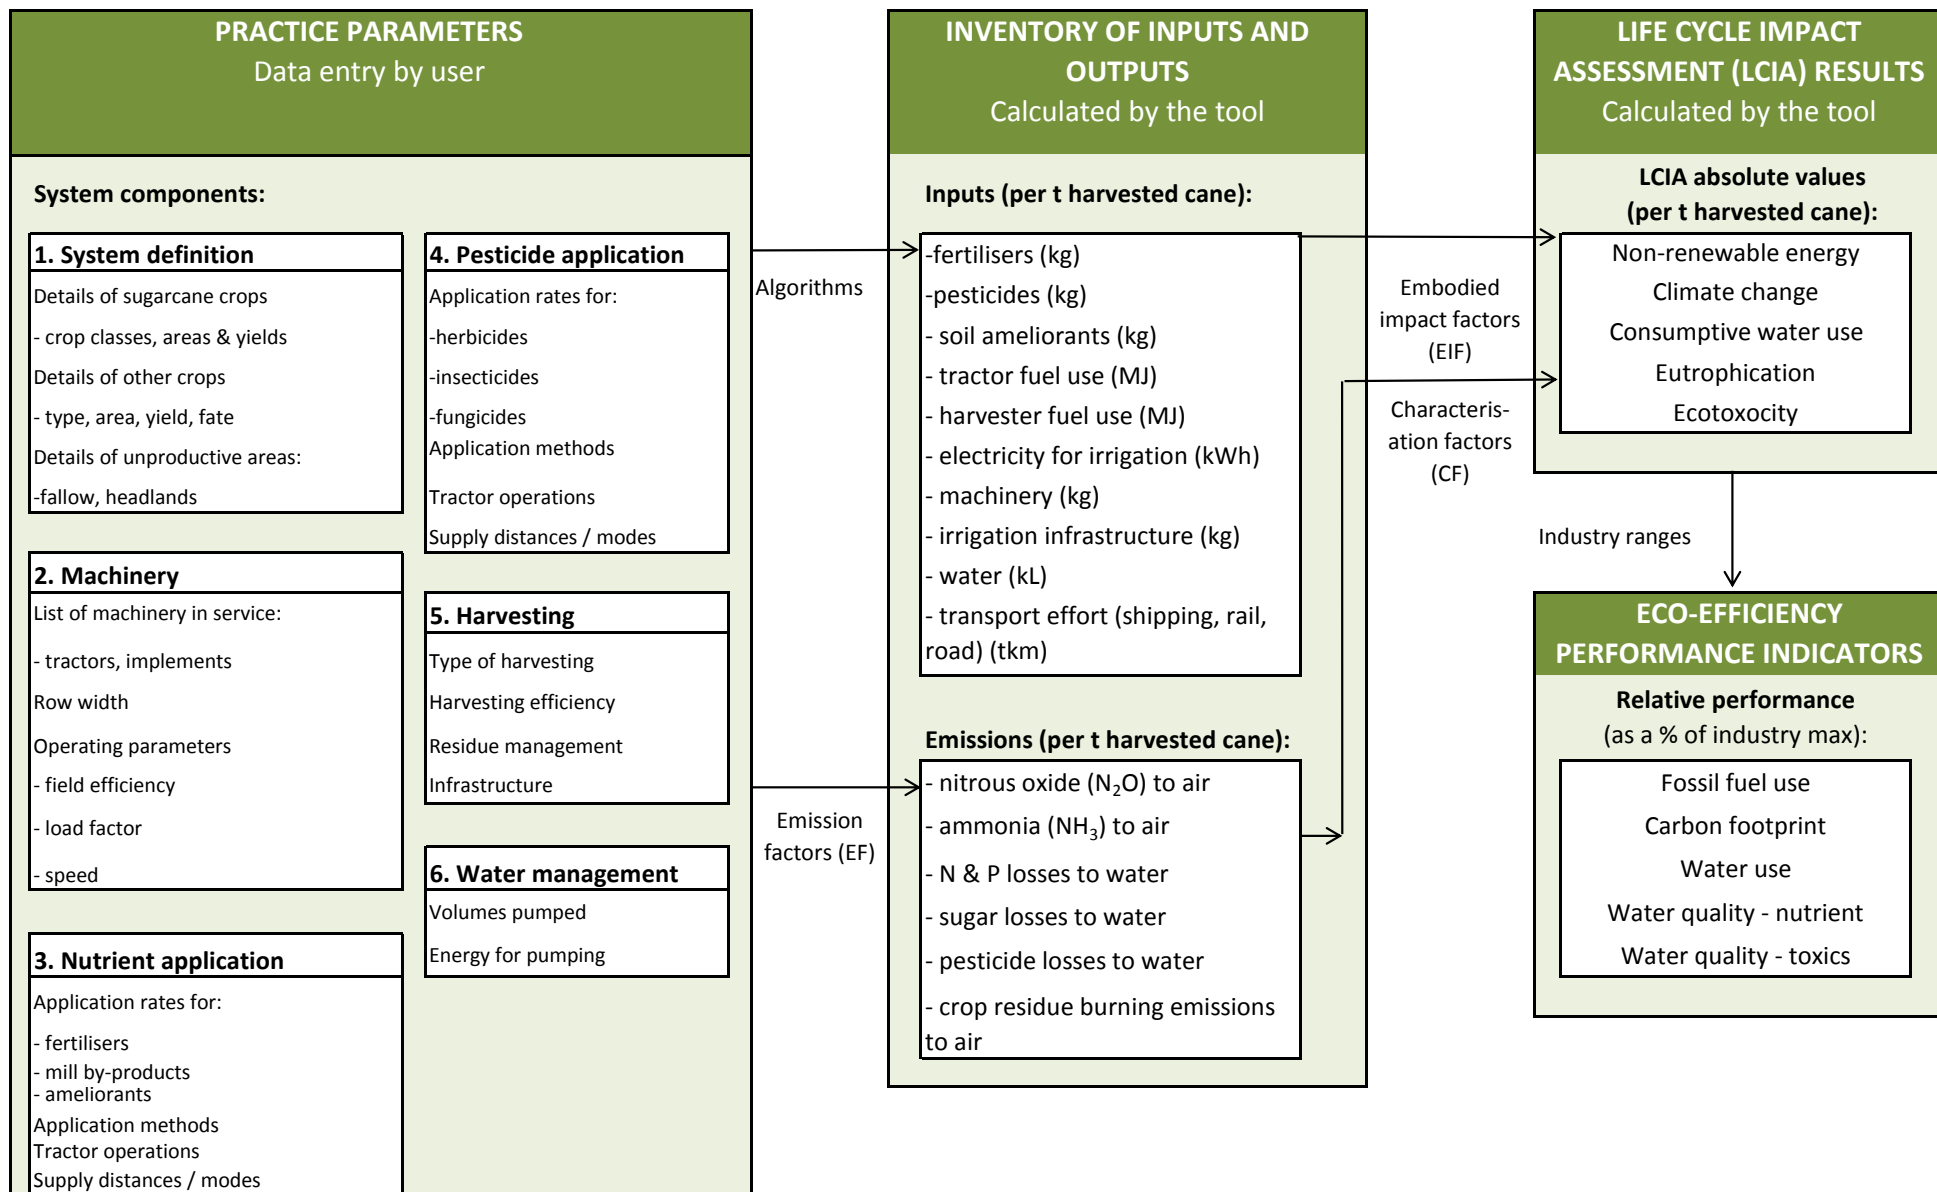 PRACTICE PARAMETERS
Data entry by user
System components:
1. System definition
Details of sugarcane crops
- crop classes, areas & yields
Details of other crops
- type, area, yield, fate
Details of unproductive areas:
-fallow, headlands
2. Machinery
List of machinery in service:
- tractors, implements
Row width
Operating parameters
- field efficiency
- load factor
- speed
3. Nutrient application
Application rates for:
- fertilisers
- mill by-products
- ameliorants
Application methods
Tractor operations
Supply distances / modes
4. Pesticide application
Application rates for:
-herbicides
-insecticides
-fungicides
Application methods
Tractor operations
Supply distances / modes
5. Harvesting
Type of harvesting
Harvesting efficiency
Residue management
Infrastructure
6. Water management
Volumes pumped
Energy for pumping
Algorithms
Emission
factors (EF)
INVENTORY OF INPUTS AND
OUTPUTS
Calculated by the tool
Inputs (per t harvested cane):
-fertilisers (kg)
-pesticides (kg)
- soil ameliorants (kg)
- tractor fuel use (MJ)
- harvester fuel use (MJ)
- electricity for irrigation (kWh)
- machinery (kg)
- irrigation infrastructure (kg)
- water (kL)
- transport effort (shipping, rail,
road) (tkm)
Emissions (per t harvested cane):
- nitrous oxide (N₂O) to air
- ammonia (NH₃) to air
- N & P losses to water
- sugar losses to water
- pesticide losses to water
- crop residue burning emissions
to air
Embodied
impact factors
(EIF)
Characteris-
ation factors
(CF)
LIFE CYCLE IMPACT
ASSESSMENT (LCIA) RESULTS
Calculated by the tool
LCIA absolute values
(per t harvested cane):
Non-renewable energy
Climate change
Consumptive water use
Eutrophication
Ecotoxocity
Industry ranges
ECO-EFFICIENCY
PERFORMANCE INDICATORS
Relative performance
(as a % of industry max):
Fossil fuel use
Carbon footprint
Water use
Water quality - nutrient
Water quality - toxics